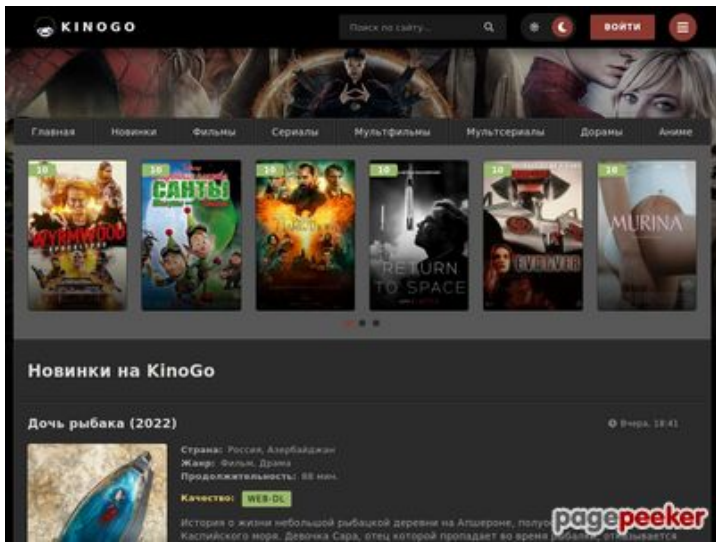 KINOGO
Поиск по сайту...
ВОЙТИ
Главная Новинки Фильмы Сериалы Мультфильмы Мультсериалы Дорамы Аниме
10 10 10 10 10 10
WYRMWOOD
САНТЫ
RETURN
TO SPACE
EVOLVER
MURINA
Новинки на KinoGo
Дочь рыбака (2022)
Вчера, 18:41
Страна: Россия, Азербайджан
Жанр: Фильм, Драма
Продолжительность: 88 мин.
Качество: WEB-DL
История о жизни небольшой рыбацкой деревни на Апшероне,
Каспийского моря. Девочка Сара, отец которой пропадает во время рыбалки, отказывается
pagepeeker